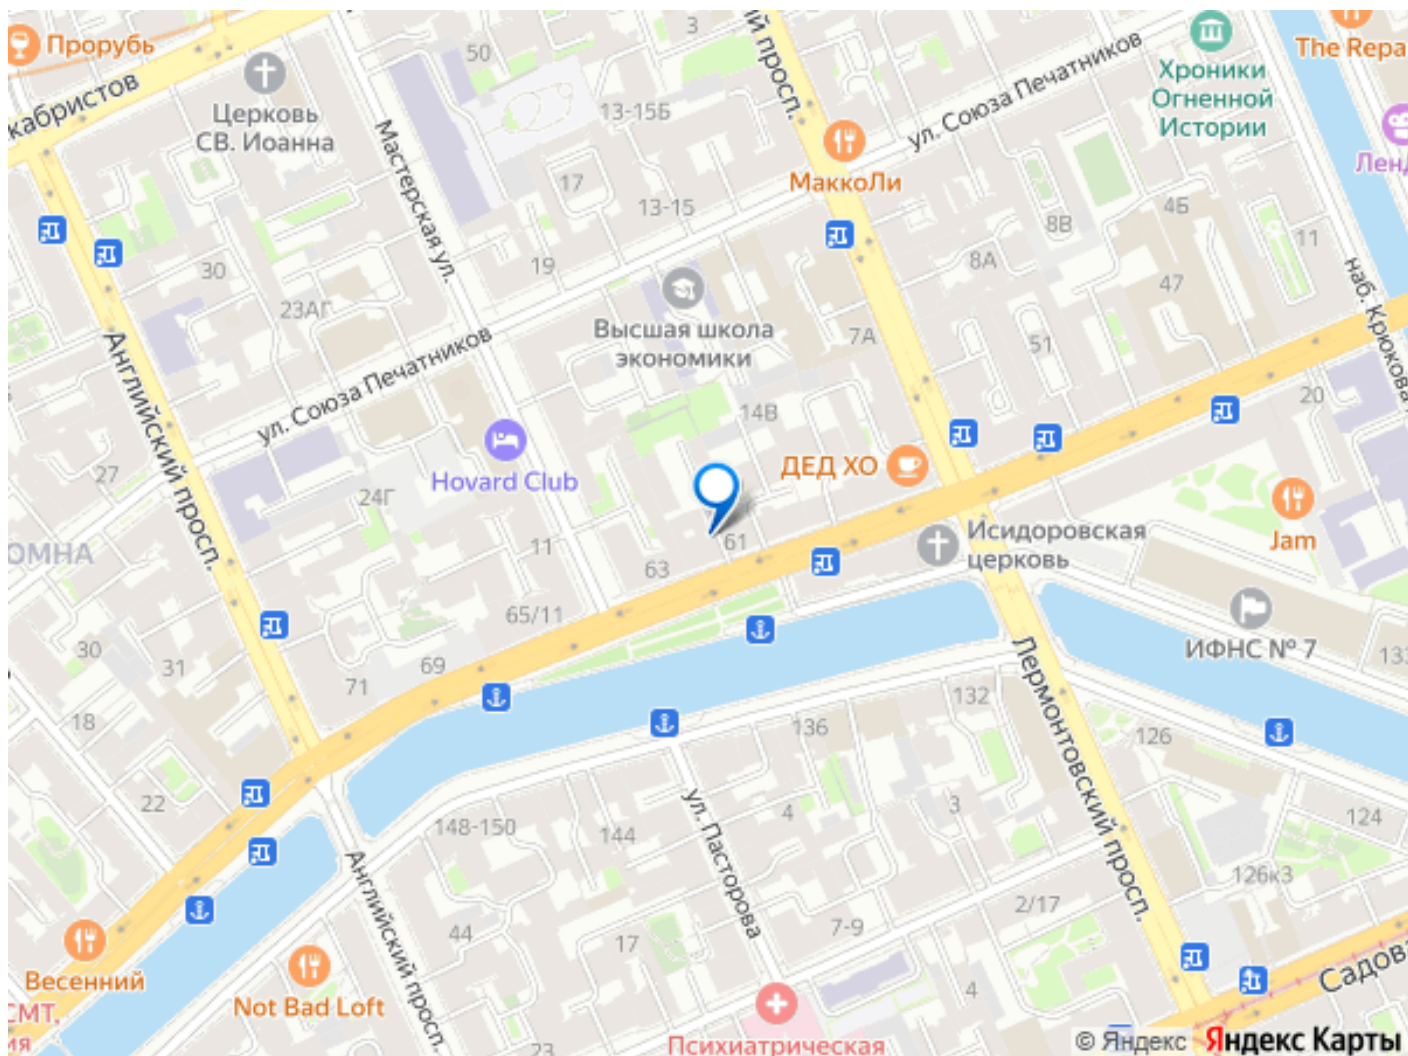 Прорубь
кабристов
Церковь
СВ. Иоанна
50
3
ий просп.
13-15Б
Мастерская ул.
17
13-15
19
МаккоЛи
ул. Союза Печатников
Хроники
Огненной
Истории
The Repa
Ленд
наб. Крюкова
11
4Б
8В
8А
47
51
7А
20
30
23АГ
Английский просп.
ул. Союза Печатников
Высшая школа
экономики
14В
Hovard Club
ДЕД ХО
27
24Г
ОМНА
11
61
63
65/11
69
71
Исидоровская
церковь
Jam
ИФНС № 7
133
30
31
18
22
Лермонтовский просп.
132
136
126
148-150
144
4
3
124
126к3
ул. Пасторова
Английский просп.
2/17
7-9
44
17
4
23
Весенний
Not Bad Loft
СМТ,
ия
Психиатрическая
Садова
© Яндекс Яндекс Карты